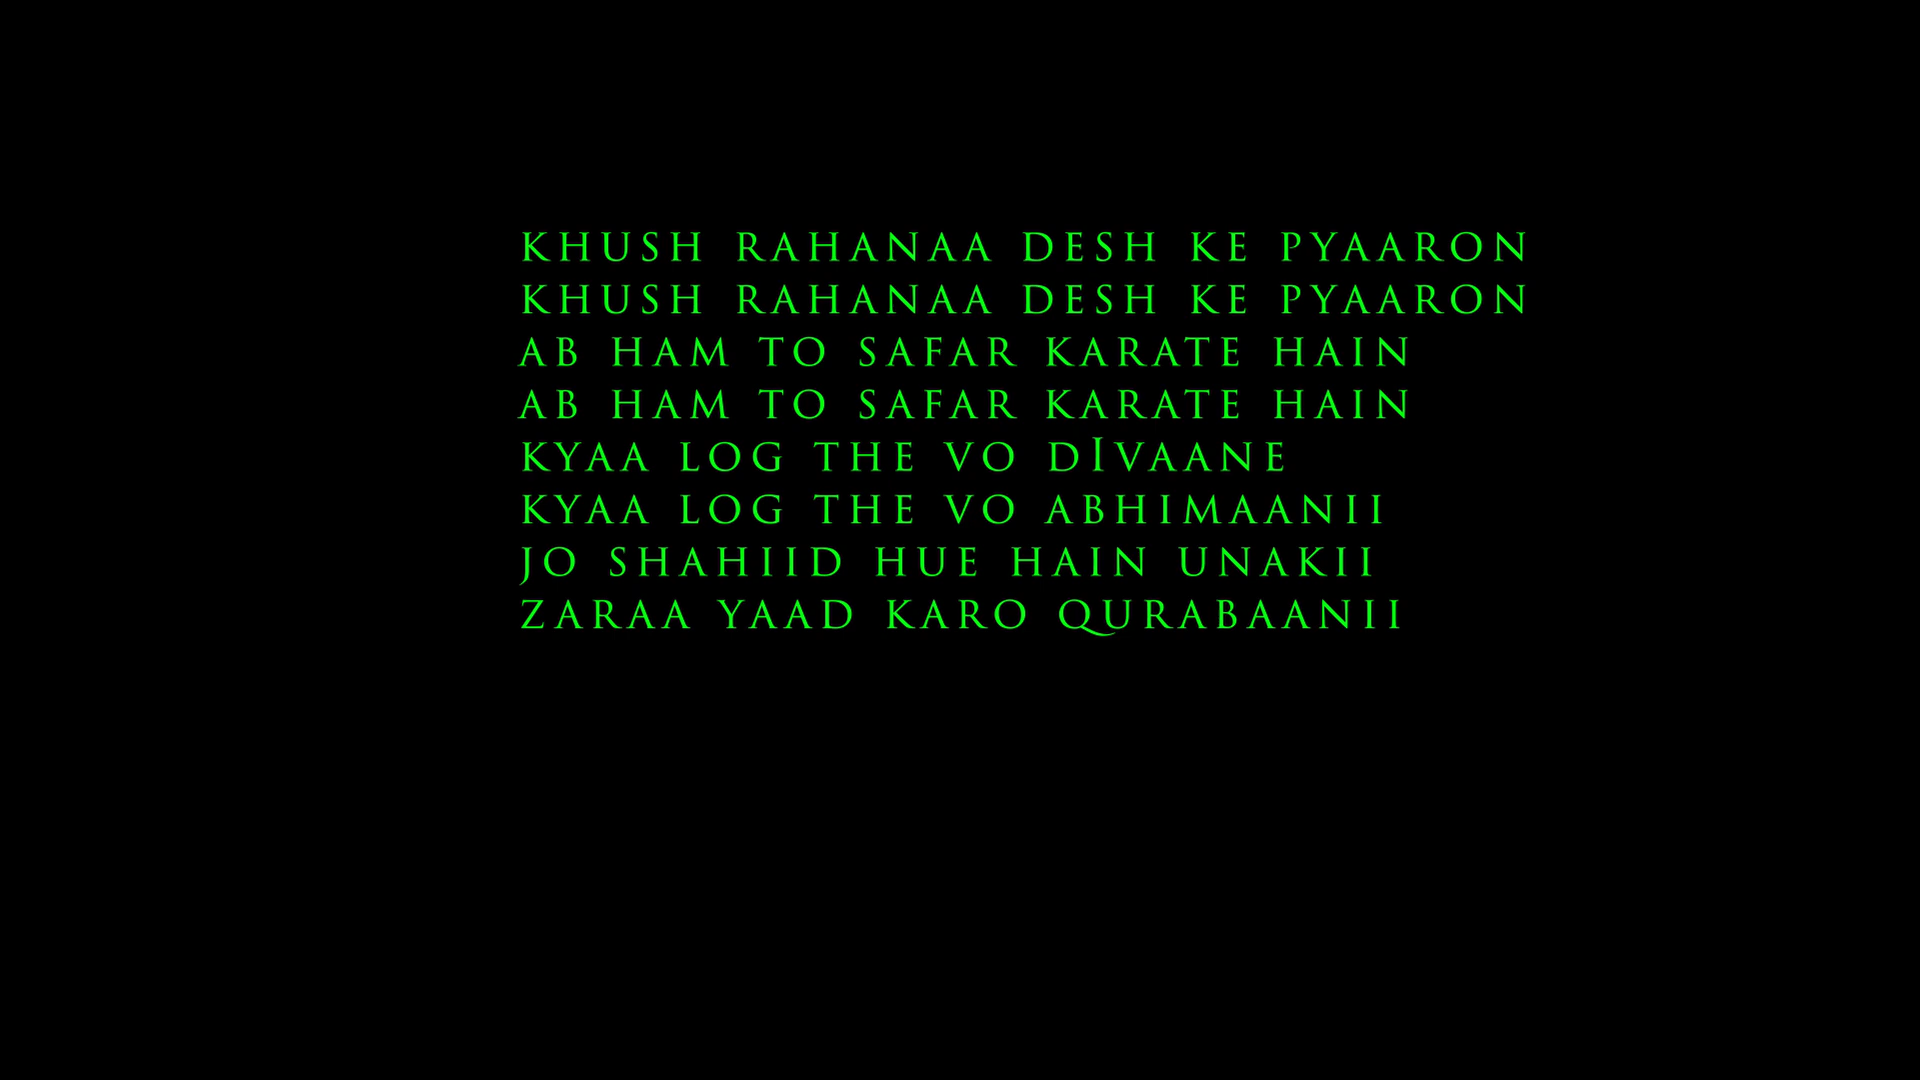 KHUSH RAHANAA DESH KE PYAARON
KHUSH RAHANAA DESH KE PYAARON
AB HAM TO SAFAR KARATE HAIN
AB HAM TO SAFAR KARATE HAIN
KYAA LOG THE VO DIVAANE
KYAA LOG THE VO ABHIMAANII
JO SHAHIID HUE HAIN UNAKII
ZARAA YAAD KARO QURABAANII